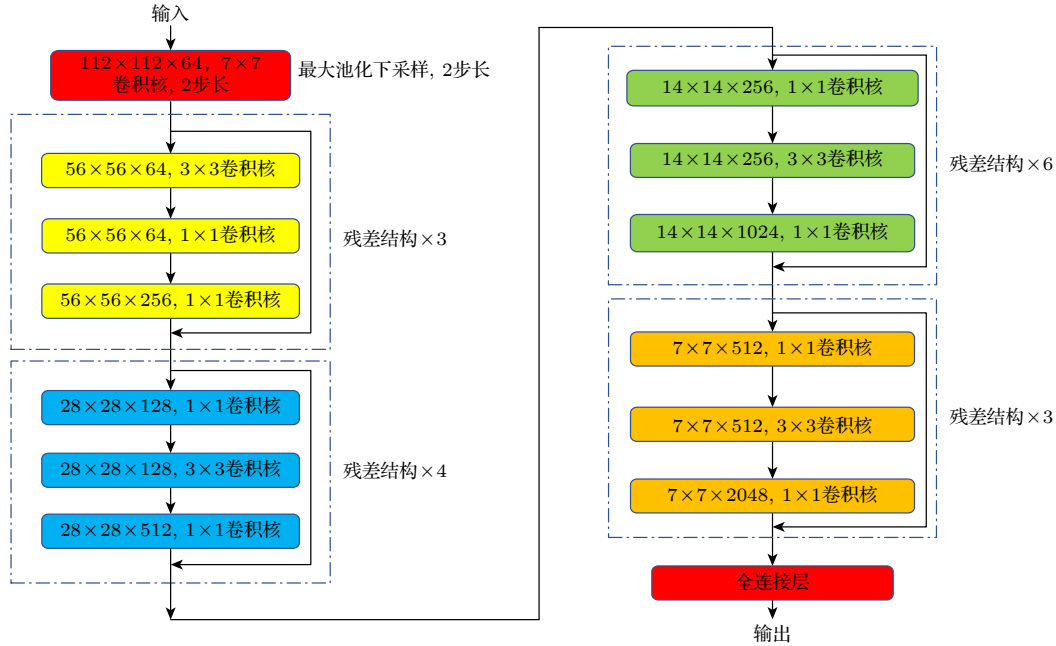 输入
112×112×64, 7×7
卷积核, 2步长
最大池化下采样, 2步长
56×56×64, 3×3卷积核
56×56×64, 1×1卷积核
56×56×256, 1×1卷积核
残差结构×3
28×28×128, 1×1卷积核
28×28×128, 3×3卷积核
28×28×512, 1×1卷积核
残差结构×4
14×14×256, 1×1卷积核
14×14×256, 3×3卷积核
14×14×1024, 1×1卷积核
残差结构×6
7×7×512, 1×1卷积核
7×7×512, 3×3卷积核
7×7×2048, 1×1卷积核
残差结构×3
全连接层
输出